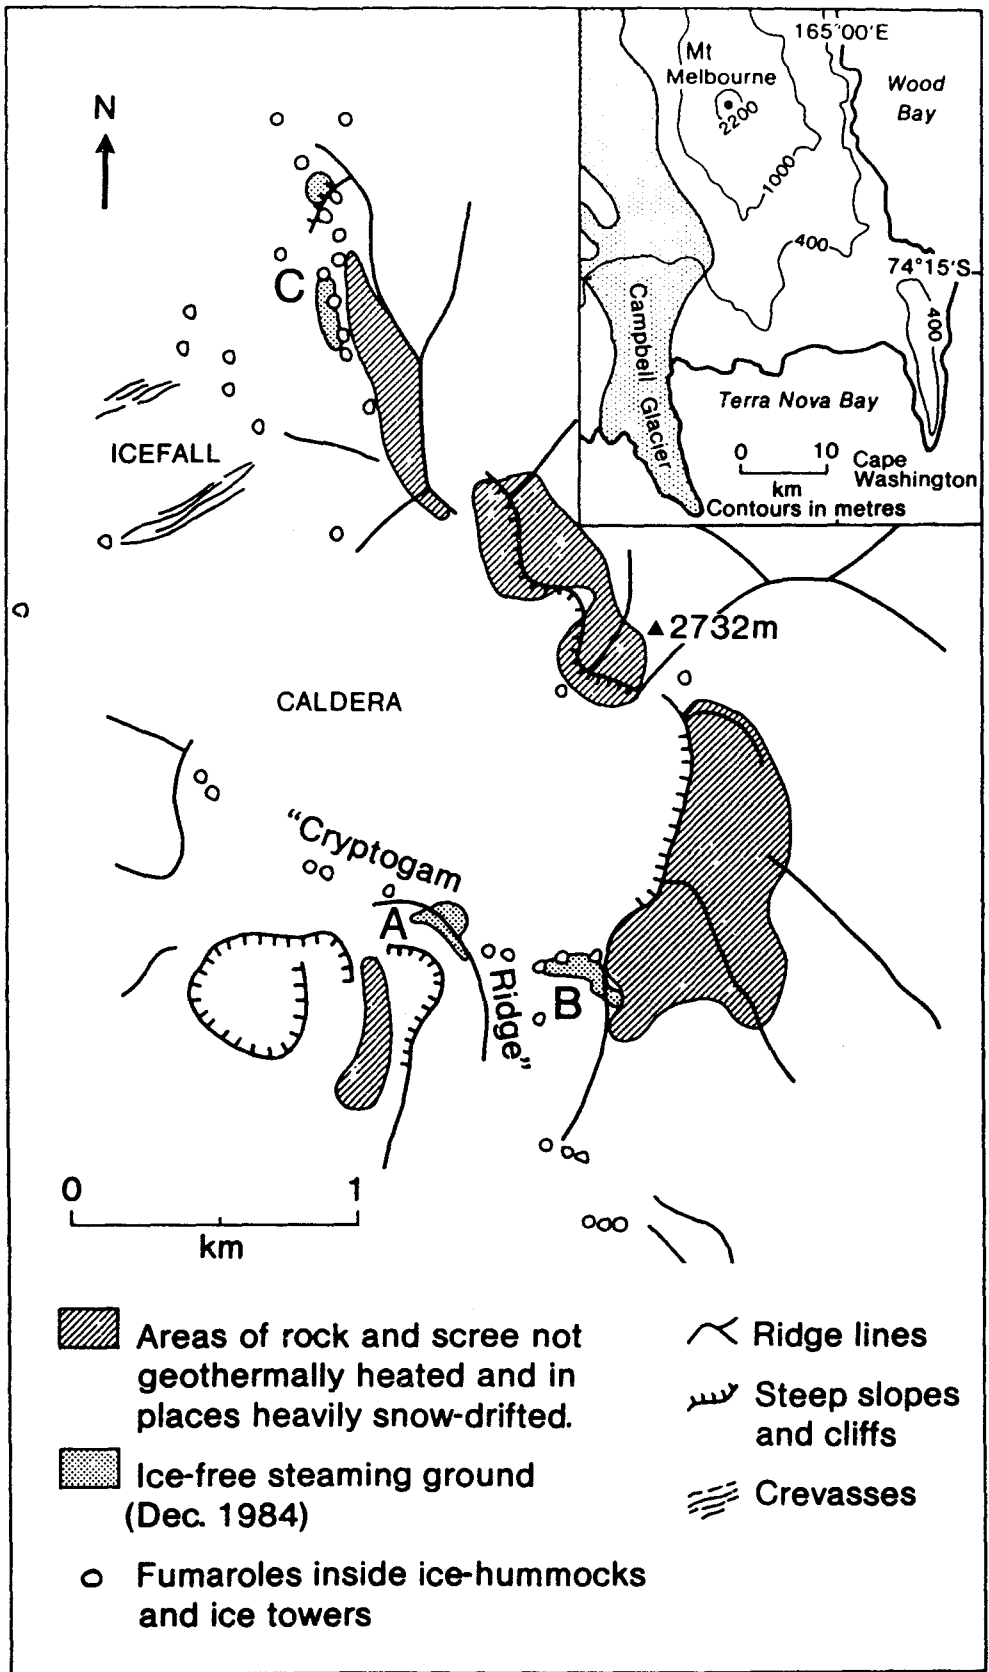 N
C
ICEFALL
CALDERA
▲2732m
"Cryptogam
Ridge"
A
B
0 1
km
Mt
Melbourne
2200
1000
400
165°00'E
Wood
Bay
74°15'S
400
Campbell Glacier
Terra Nova Bay
0 10
km
Cape
Washington
Contours in metres
Areas of rock and scree not
geothermally heated and in
places heavily snow-drifted.
Ice-free steaming ground
(Dec. 1984)
Fumaroles inside ice-hummocks
and ice towers
Ridge lines
Steep slopes
and cliffs
Crevasses